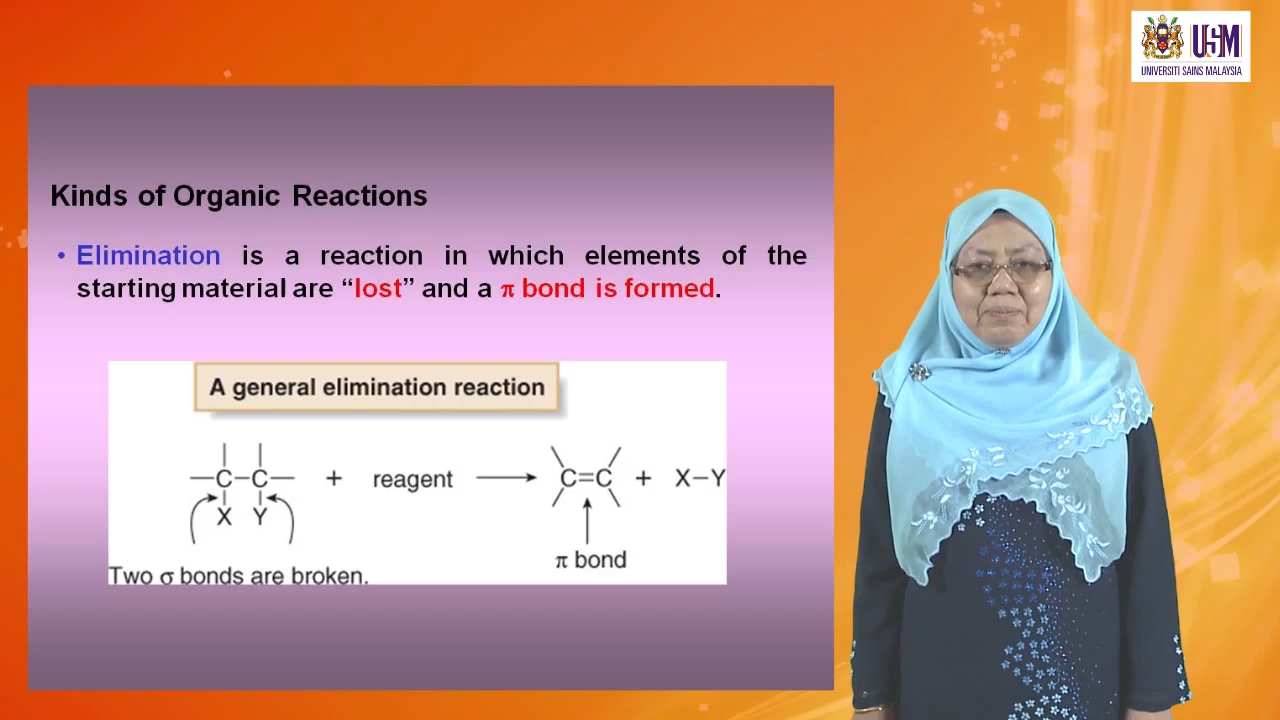 USM
UNIVERSITI SAINS MALAYSIA
Kinds of Organic Reactions
• Elimination is a reaction in which elements of the
starting material are “lost” and a π bond is formed.
A general elimination reaction
—C—C— + reagent → C=C + X—Y
X Y
π bond
Two σ bonds are broken.